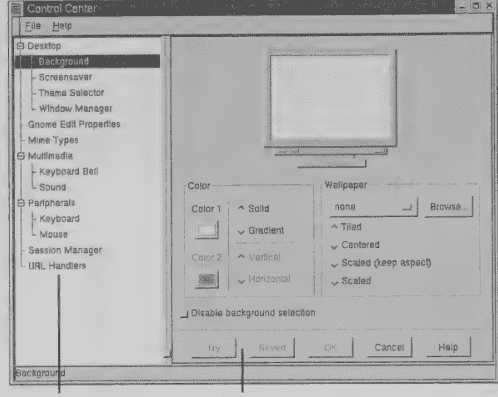 Control Center
File Help
Desktop
Background
Screensaver
Theme Selector
Window Manager
Gnome Edit Properties
Mime Types
Multimedia
Keyboard Bell
Sound
Peripherals
Keyboard
Mouse
Session Manager
URL Handlers
Color
Color 1
Solid
Gradient
Color 2
Vertical
Horizontal
Wallpaper
none
Browse...
Tiled
Centered
Scaled (keep aspect)
Scaled
Disable background selection
Try Revert OK Cancel Help
Background